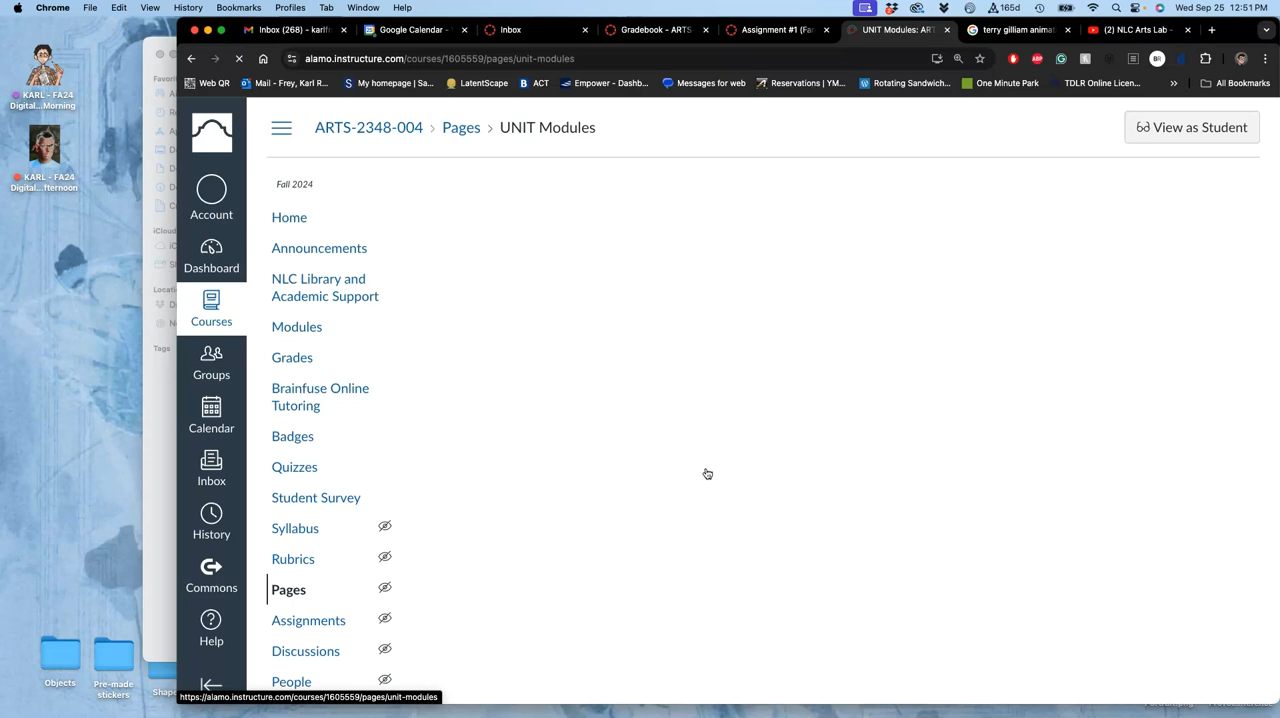 Chrome File Edit View History Bookmarks Profiles Tab Window Help
165d Wed Sep 25 12:51 PM
Inbox (268) - karlfr
Google Calendar -
Inbox
Gradebook - ARTS
Assignment #1 (Fa
UNIT Modules: ART
terry gilliam animat
(2) NLC Arts Lab -
alamo.instructure.com/courses/1605559/pages/unit-modules
Web QR
Mail - Frey, Karl R...
My homepage | Sa...
LatentScape
ACT
Empower - Dashb...
Messages for web
Reservations | YM...
Rotating Sandwich...
One Minute Park
TDLR Online Licen...
All Bookmarks
KARL - FA24
Digital...Morning
KARL - FA24
Digital...fternoon
Favori
iCloud
Locati
Tags
Objects
Pre-made
stickers
Shape
Account
Dashboard
Courses
Groups
Calendar
Inbox
History
Commons
Help
ARTS-2348-004 > Pages > UNIT Modules
View as Student
Fall 2024
Home
Announcements
NLC Library and
Academic Support
Modules
Grades
Brainfuse Online
Tutoring
Badges
Quizzes
Student Survey
Syllabus
Rubrics
Pages
Assignments
Discussions
People
https://alamo.instructure.com/courses/1605559/pages/unit-modules